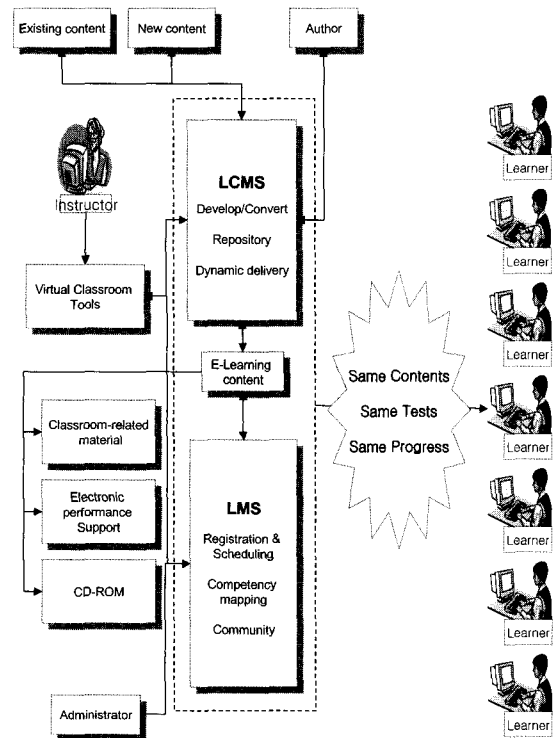 Existing content
New content
Author
Instructor
Virtual Classroom
Tools
LCMS
Develop/Convert
Repository
Dynamic delivery
E-Learning
content
Classroom-related
material
Electronic
performance
Support
CD-ROM
LMS
Registration &
Scheduling
Competency
mapping
Community
Administrator
Same Contents
Same Tests
Same Progress
Learner
Learner
Learner
Learner
Learner
Learner
Learner